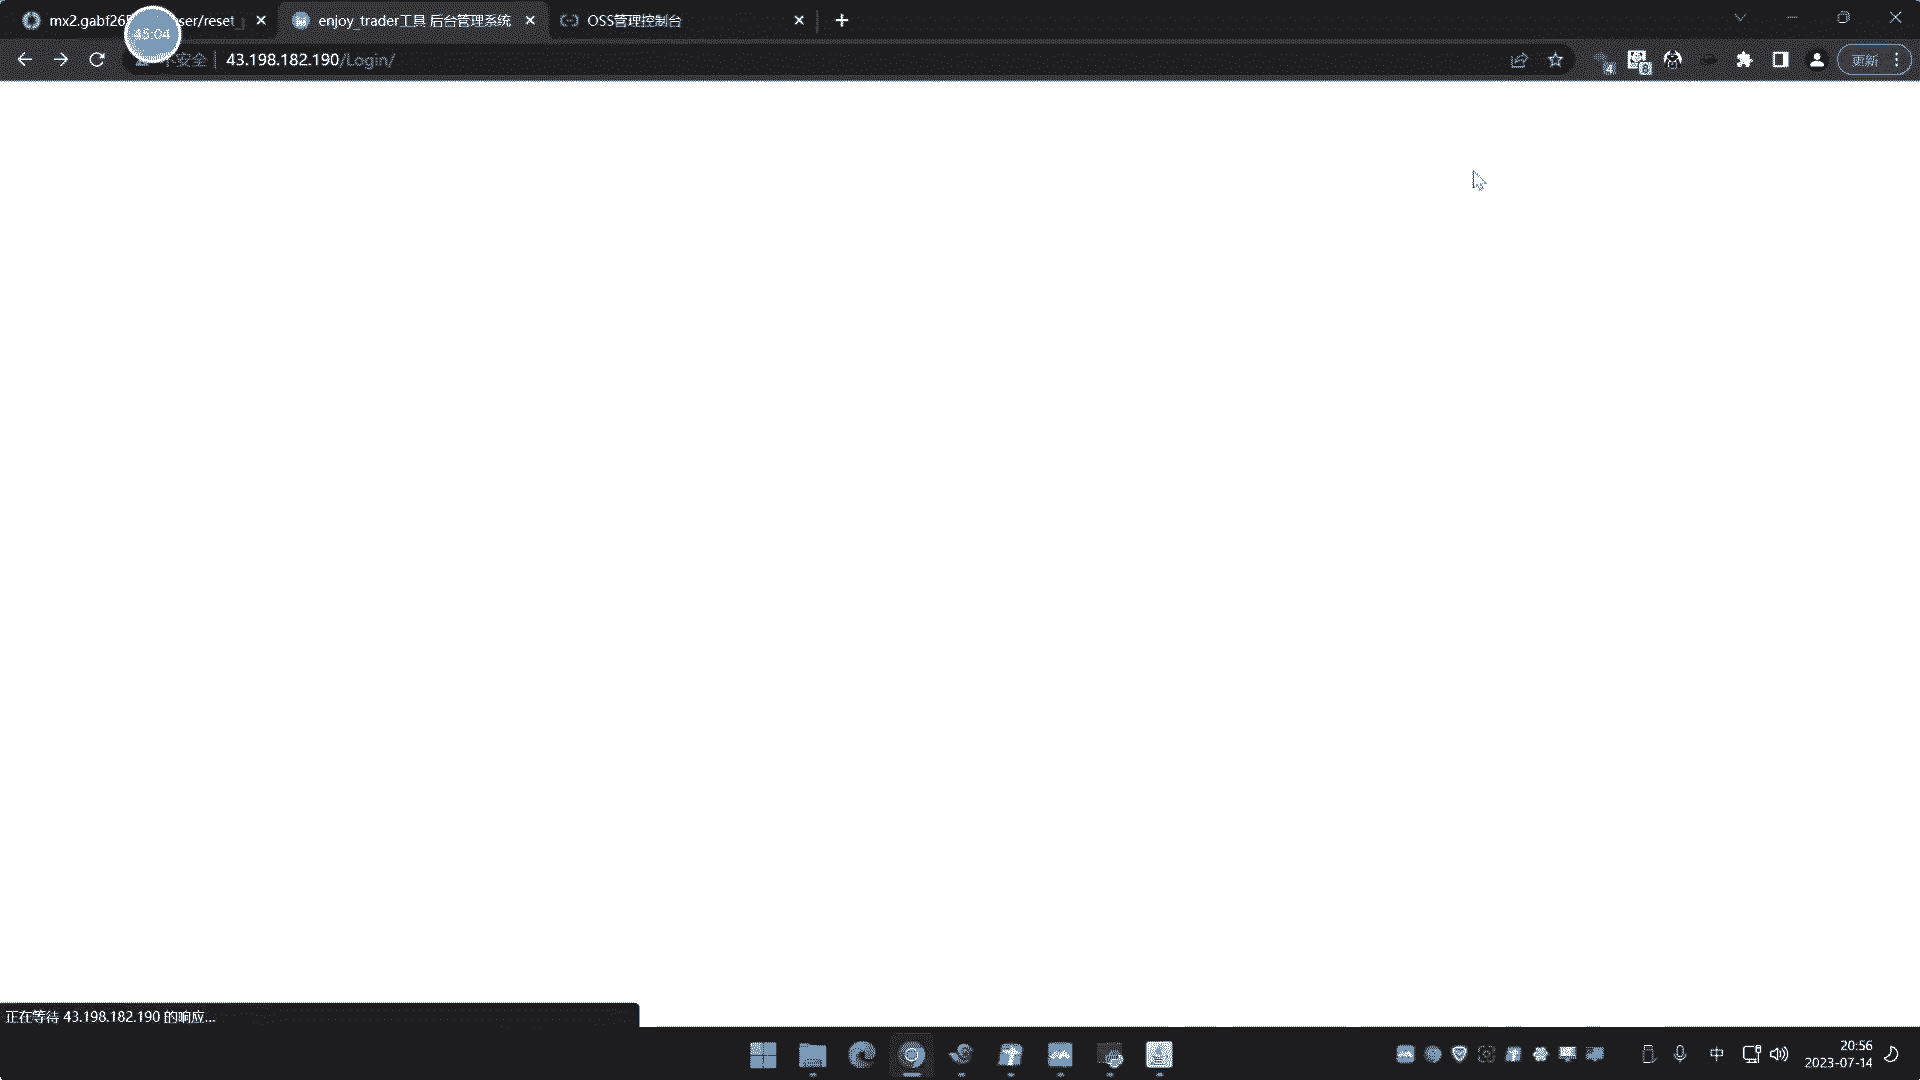 mx2.gabf26 ser/reset_
enjoy_trader工具 后台管理系统
OSS管理控制台
45:04
不安全
43.198.182.190/Login/
4
8
更新
正在等待 43.198.182.190 的响应...
中
20:56
2023-07-14